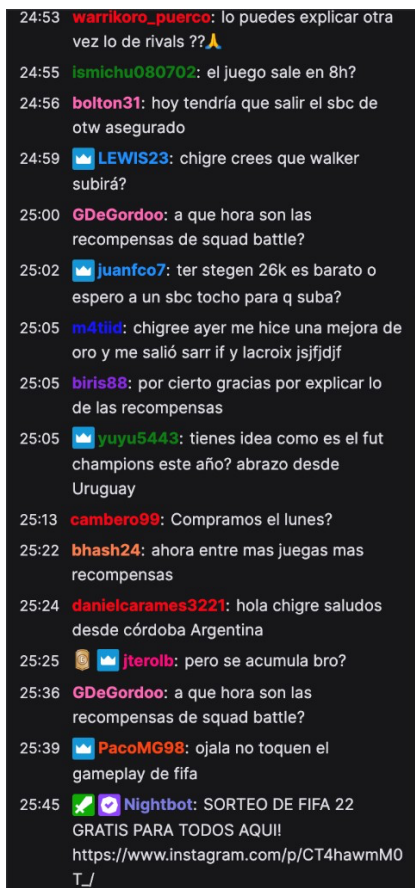 24:53 warrikoro_puerco: lo puedes explicar otra
vez lo de rivals ??🙏
24:55 ismichu080702: el juego sale en 8h?
24:56 bolton31: hoy tendría que salir el sbc de
otw asegurado
24:59 LEWIS23: chigre crees que walker
subirá?
25:00 GDeGordoo: a que hora son las
recompensas de squad battle?
25:02 juanfco7: ter stegen 26k es barato o
espero a un sbc tocho para q suba?
25:05 m4tiid: chigree ayer me hice una mejora de
oro y me salió sarr if y lacroix jsjfjdjf
25:05 biris88: por cierto gracias por explicar lo
de las recompensas
25:05 yuyu5443: tienes idea como es el fut
champions este año? abrazo desde
Uruguay
25:13 cambero99: Compramos el lunes?
25:22 bhash24: ahora entre mas juegas mas
recompensas
25:24 danielcarames3221: hola chigre saludos
desde córdoba Argentina
25:25 jterolb: pero se acumula bro?
25:36 GDeGordoo: a que hora son las
recompensas de squad battle?
25:39 PacoMG98: ojala no toquen el
gameplay de fifa
25:45 Nightbot: SORTEO DE FIFA 22
GRATIS PARA TODOS AQUI!
https://www.instagram.com/p/CT4hawmM0
T_/